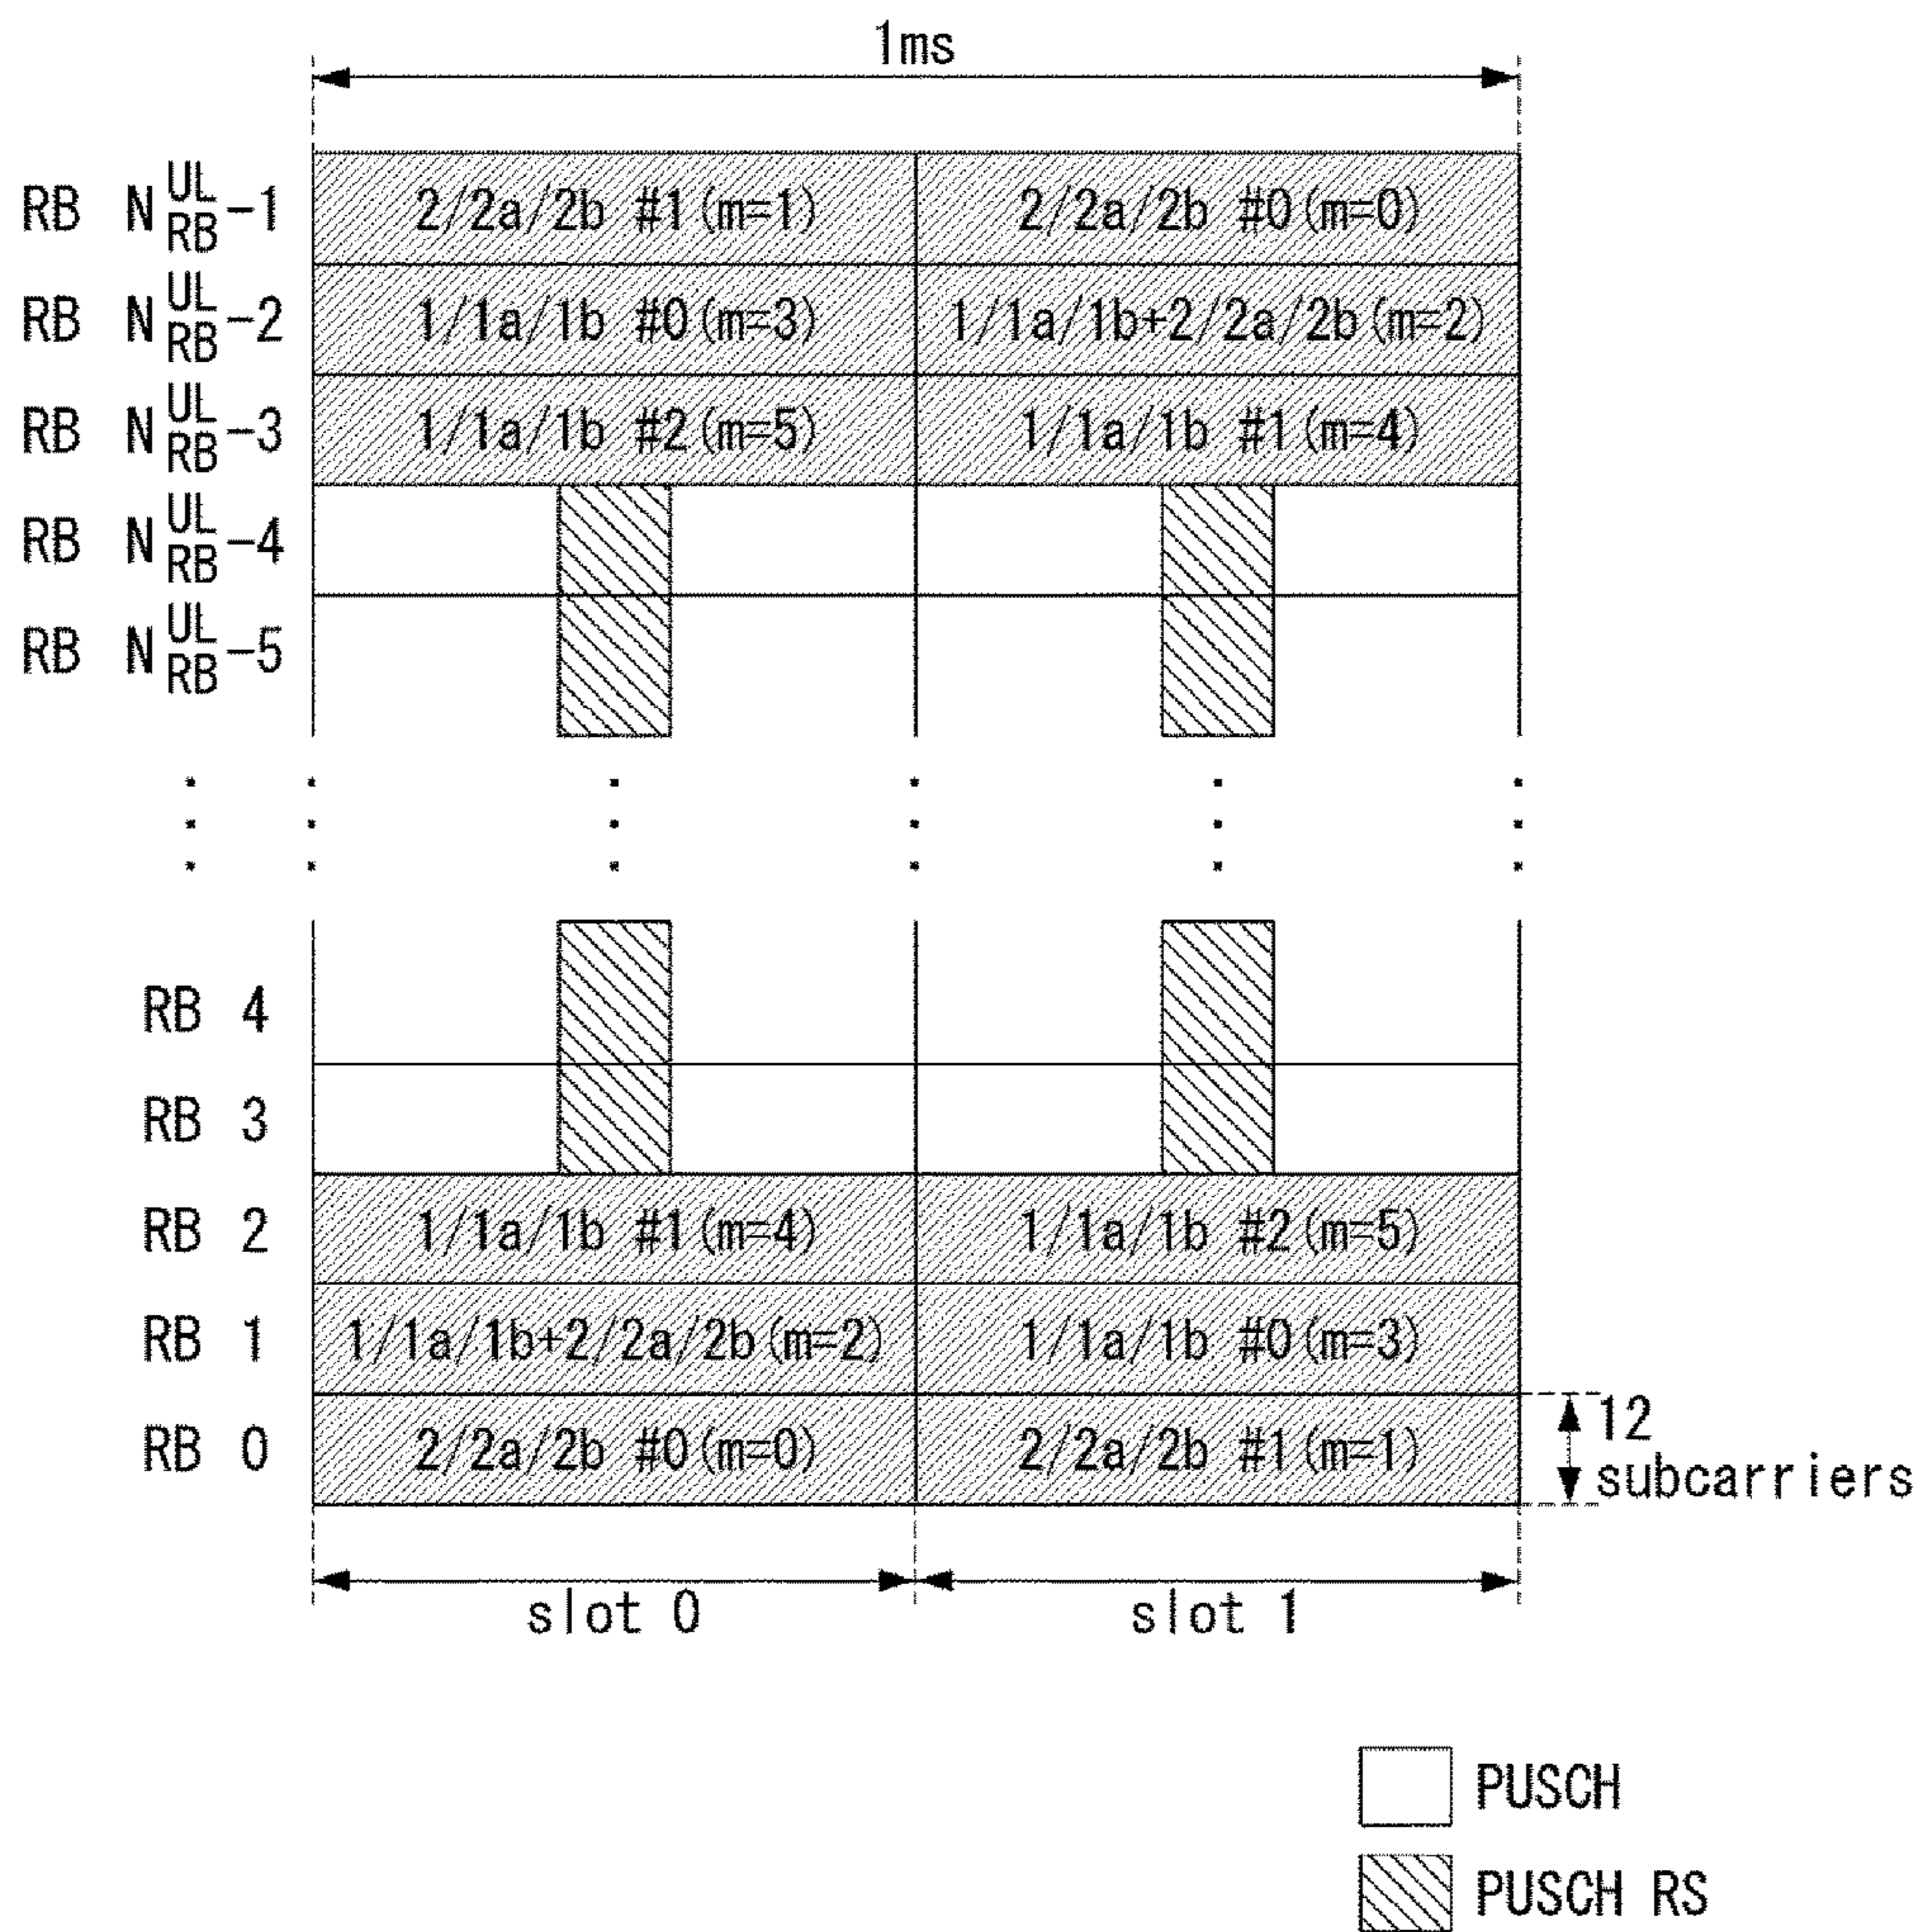 1ms
RB N UL RB -1 2/2a/2b #1(m=1) 2/2a/2b #0(m=0)
RB N UL RB -2 1/1a/1b #0(m=3) 1/1a/1b+2/2a/2b(m=2)
RB N UL RB -3 1/1a/1b #2(m=5) 1/1a/1b #1(m=4)
RB N UL RB -4
RB N UL RB -5
RB 4
RB 3
RB 2 1/1a/1b #1(m=4) 1/1a/1b #2(m=5)
RB 1 1/1a/1b+2/2a/2b(m=2) 1/1a/1b #0(m=3)
RB 0 2/2a/2b #0(m=0) 2/2a/2b #1(m=1) 12
subcarriers
slot 0 slot 1
PUSCH
PUSCH RS